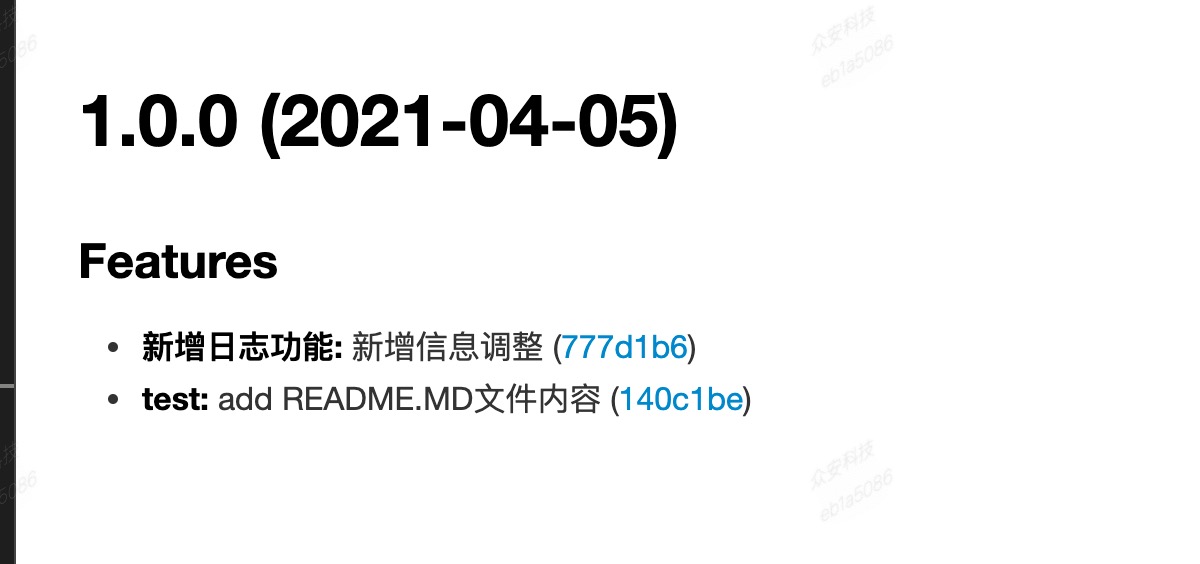 众安科技
eb1a5086
1.0.0 (2021-04-05)
Features
新增日志功能: 新增信息调整 (777d1b6)
test: add README.MD文件内容 (140c1be)
众安科技
eb1a5086